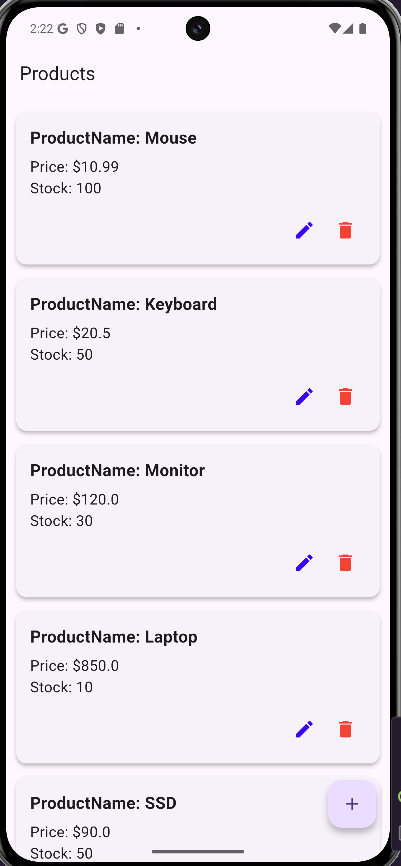 2:22
Products
ProductName: Mouse
Price: $10.99
Stock: 100
ProductName: Keyboard
Price: $20.5
Stock: 50
ProductName: Monitor
Price: $120.0
Stock: 30
ProductName: Laptop
Price: $850.0
Stock: 10
ProductName: SSD
Price: $90.0
Stock: 50